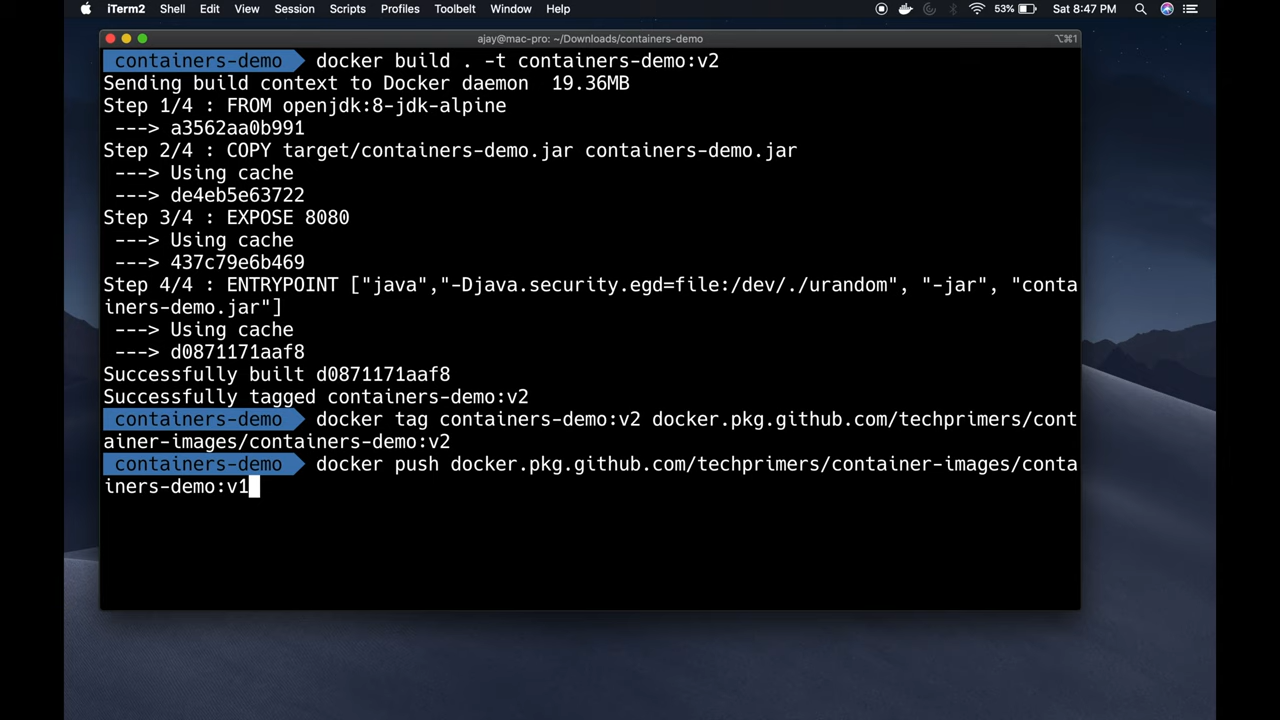 iTerm2 Shell Edit View Session Scripts Profiles Toolbelt Window Help 53% Sat 8:47 PM
ajay@mac-pro: ~/Downloads/containers-demo ⌥⌘1
containers-demo docker build . -t containers-demo:v2
Sending build context to Docker daemon 19.36MB
Step 1/4 : FROM openjdk:8-jdk-alpine
---> a3562aa0b991
Step 2/4 : COPY target/containers-demo.jar containers-demo.jar
---> Using cache
---> de4eb5e63722
Step 3/4 : EXPOSE 8080
---> Using cache
---> 437c79e6b469
Step 4/4 : ENTRYPOINT ["java","-Djava.security.egd=file:/dev/./urandom", "-jar", "conta
iners-demo.jar"]
---> Using cache
---> d0871171aaf8
Successfully built d0871171aaf8
Successfully tagged containers-demo:v2
containers-demo docker tag containers-demo:v2 docker.pkg.github.com/techprimers/cont
ainer-images/containers-demo:v2
containers-demo docker push docker.pkg.github.com/techprimers/container-images/conta
iners-demo:v1